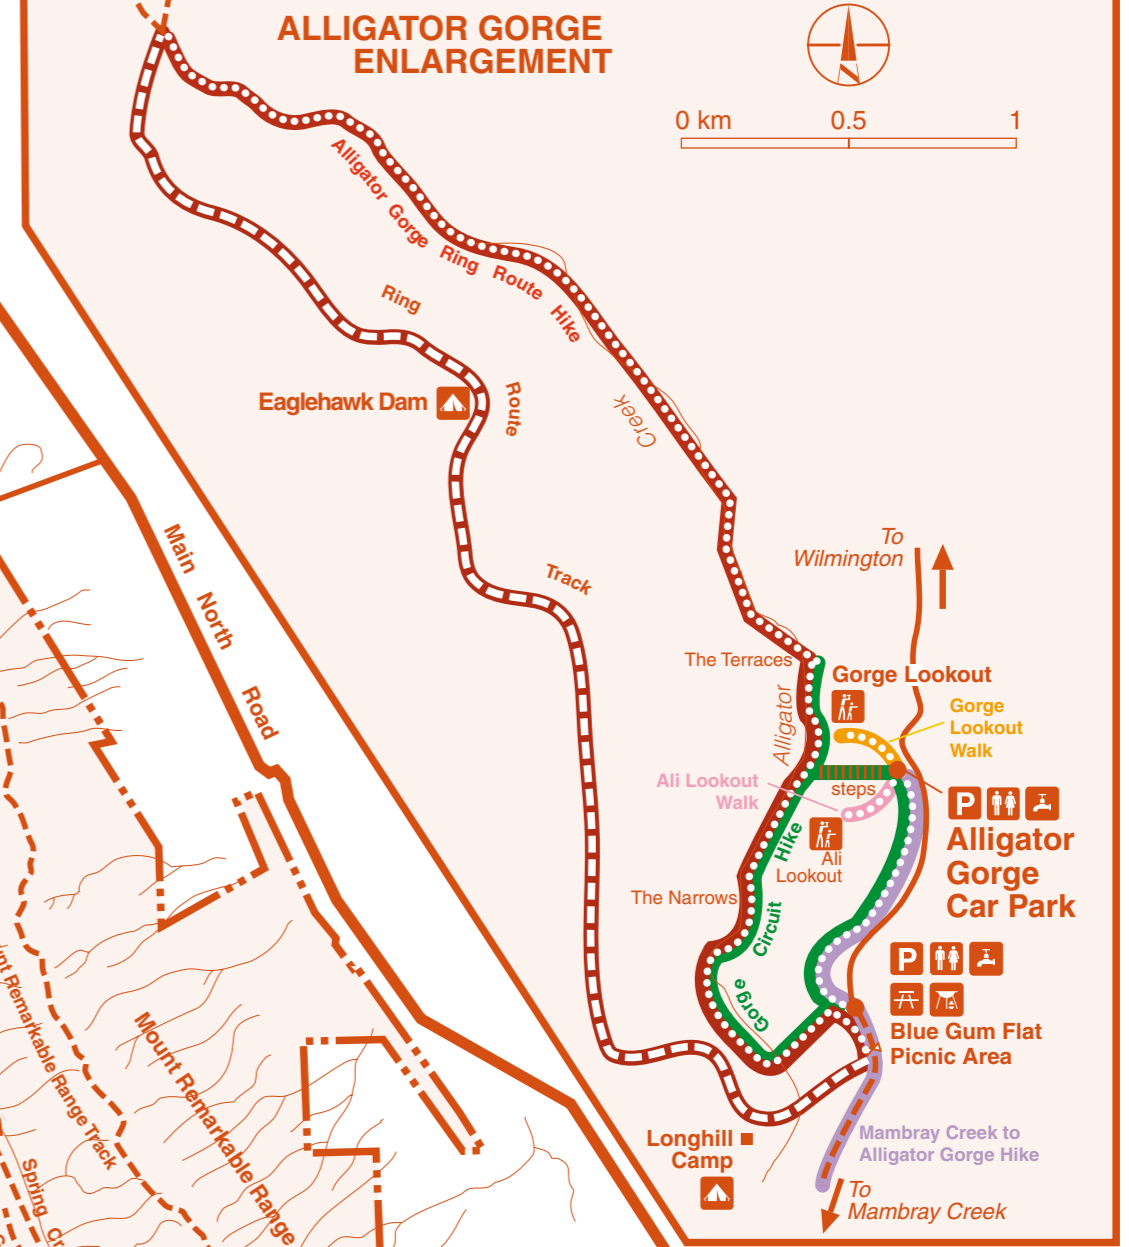 ALLIGATOR GORGE
ENLARGEMENT
0 km 0.5 1
Alligator Gorge Ring Route Hike
Ring Route Track
Eaglehawk Dam
Creek
Main North Road
To
Wilmington
The Terraces
Gorge Lookout
Alligator
Gorge
Lookout
Walk
Ali Lookout
Walk
steps
P
Alligator
Gorge
Car Park
Ali
Lookout
The Narrows
Gorge Circuit Hike
P
Blue Gum Flat
Picnic Area
Longhill
Camp
Mambray Creek to
Alligator Gorge Hike
To
Mambray Creek
nt Remarkable Range Track
Mount Remarkable Range
Spring Cr